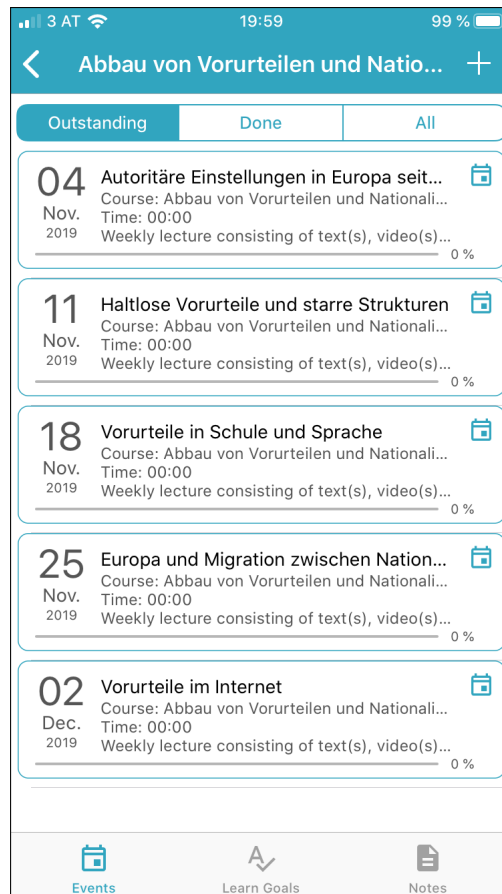 3 AT 19:59 99 %
Abbau von Vorurteilen und Natio...
Outstanding Done All
04 Nov. 2019
Autoritäre Einstellungen in Europa seit...
Course: Abbau von Vorurteilen und Nationali...
Time: 00:00
Weekly lecture consisting of text(s), video(s)...
0 %
11 Nov. 2019
Haltlose Vorurteile und starre Strukturen
Course: Abbau von Vorurteilen und Nationali...
Time: 00:00
Weekly lecture consisting of text(s), video(s)...
0 %
18 Nov. 2019
Vorurteile in Schule und Sprache
Course: Abbau von Vorurteilen und Nationali...
Time: 00:00
Weekly lecture consisting of text(s), video(s)...
0 %
25 Nov. 2019
Europa und Migration zwischen Nation...
Course: Abbau von Vorurteilen und Nationali...
Time: 00:00
Weekly lecture consisting of text(s), video(s)...
0 %
02 Dec. 2019
Vorurteile im Internet
Course: Abbau von Vorurteilen und Nationali...
Time: 00:00
Weekly lecture consisting of text(s), video(s)...
0 %
Events Learn Goals Notes